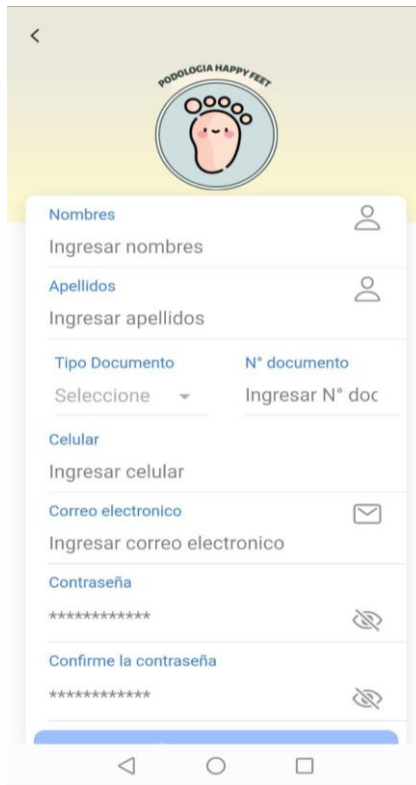 PODOLOGIA HAPPY FEET
Nombres
Ingresar nombres
Apellidos
Ingresar apellidos
Tipo Documento N° documento
Seleccione Ingresar N° doc
Celular
Ingresar celular
Correo electronico
Ingresar correo electronico
Contraseña
************
Confirme la contraseña
************